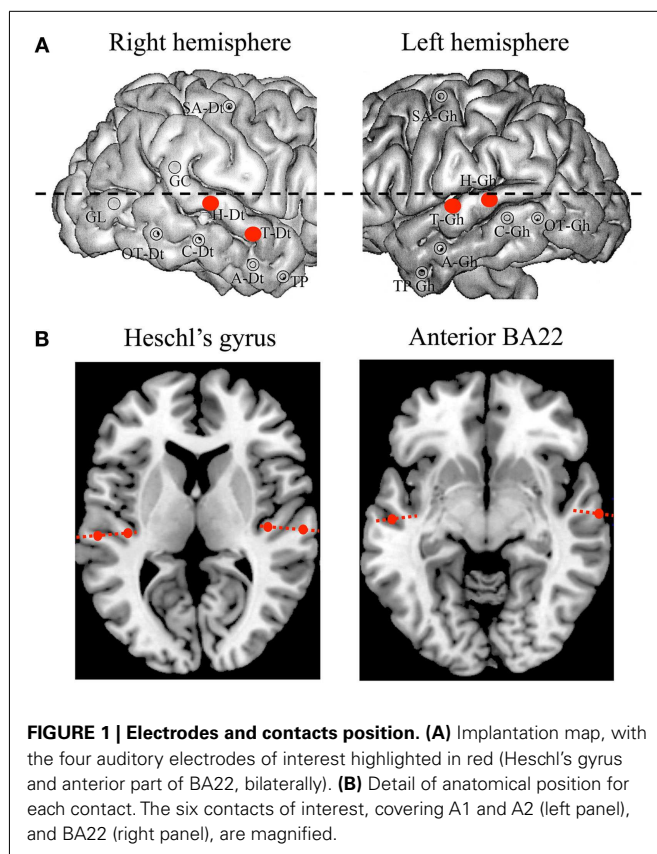 A
Right hemisphere
Left hemisphere
SA-Dt
GC
GL
H-Dt
T-Dt
OT-Dt
C-Dt
A-Dt
TP
SA-Gh
H-Gh
T-Gh
C-Gh
OT-Gh
A-Gh
TP Gh
B
Heschl's gyrus
Anterior BA22
FIGURE 1 | Electrodes and contacts position. (A) Implantation map, with
the four auditory electrodes of interest highlighted in red (Heschl's gyrus
and anterior part of BA22, bilaterally). (B) Detail of anatomical position for
each contact. The six contacts of interest, covering A1 and A2 (left panel),
and BA22 (right panel), are magnified.